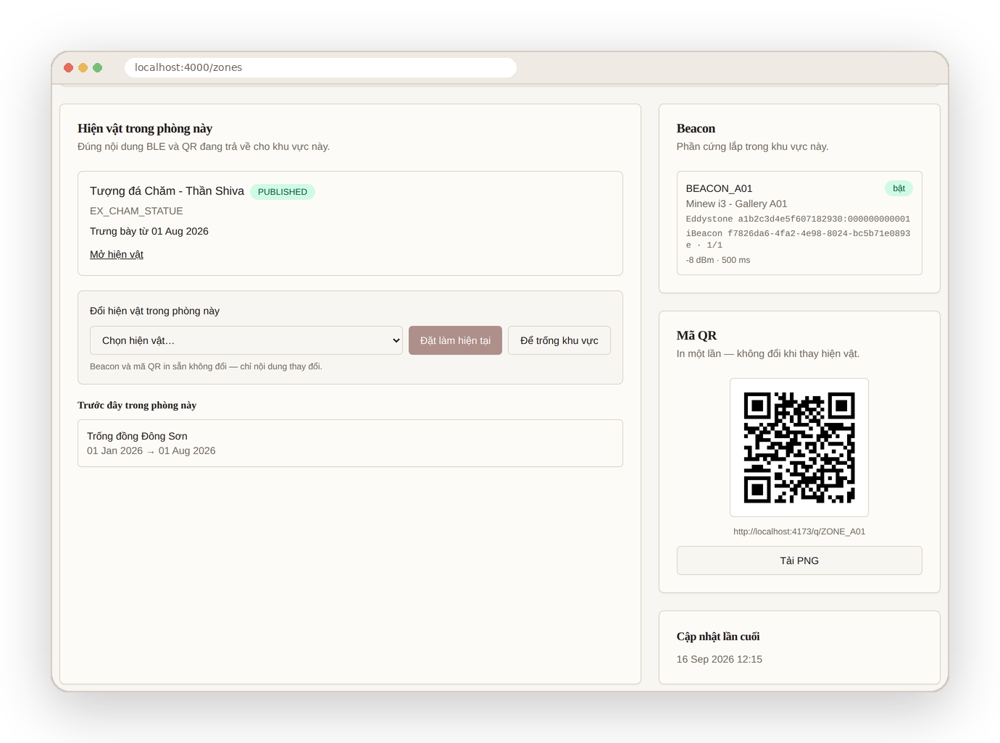 localhost:4000/zones
Hiện vật trong phòng này
Đúng nội dung BLE và QR đang trả về cho khu vực này.
Tượng đá Chăm - Thần Shiva PUBLISHED
EX_CHAM_STATUE
Trưng bày từ 01 Aug 2026
Mở hiện vật
Đổi hiện vật trong phòng này
Chọn hiện vật... Đặt làm hiện tại Để trống khu vực
Beacon và mã QR in sẵn không đổi — chỉ nội dung thay đổi.
Trước đây trong phòng này
Trống đồng Đông Sơn
01 Jan 2026 → 01 Aug 2026
Beacon
Phần cứng lắp trong khu vực này.
BEACON_A01 bật
Minew i3 - Gallery A01
Eddystone a1b2c3d4e5f607182930:000000000001
iBeacon f7826da6-4fa2-4e98-8024-bc5b71e0893
e · 1/1
-8 dBm · 500 ms
Mã QR
In một lần — không đổi khi thay hiện vật.
http://localhost:4173/q/ZONE_A01
Tải PNG
Cập nhật lần cuối
16 Sep 2026 12:15